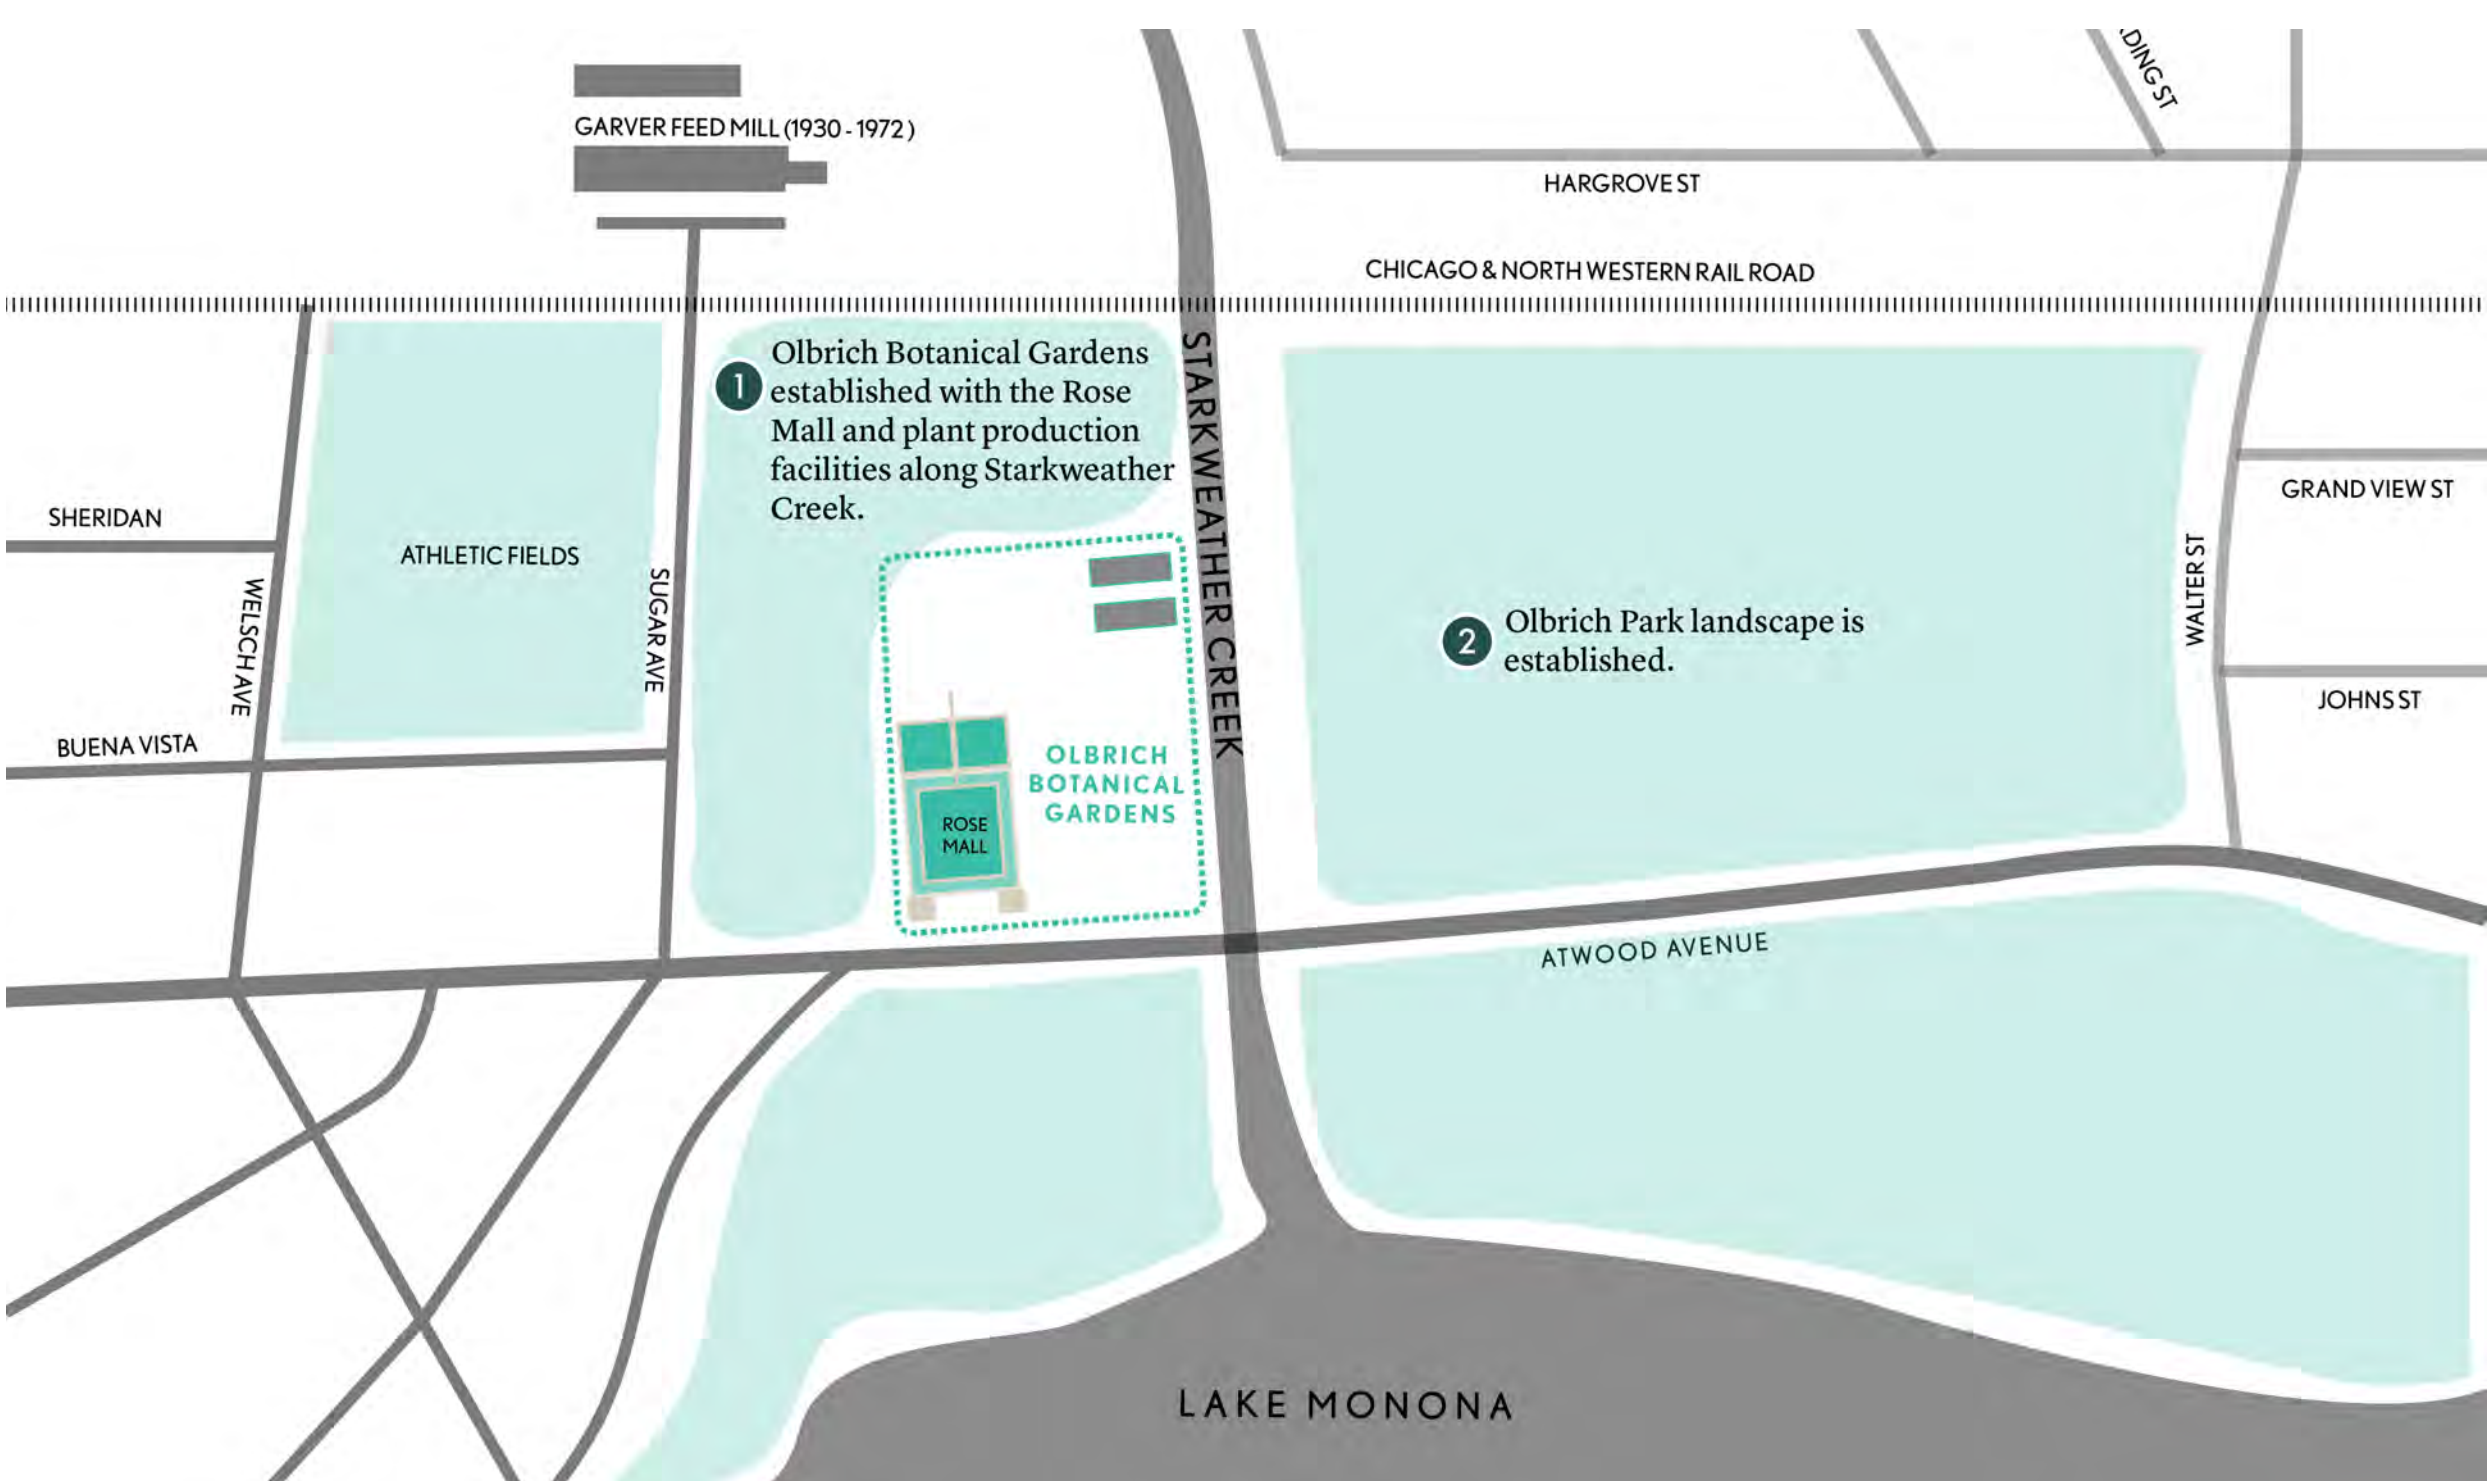 GARVER FEED MILL (1930 - 1972 )
HARGROVE ST
CHICAGO & NORTH WESTERN RAIL ROAD
1
Olbrich Botanical Gardens
established with the Rose
Mall and plant production
facilities along Starkweather
Creek.
STARKWEATHER CREEK
SHERIDAN
ATHLETIC FIELDS
WELSCH AVE
SUGAR AVE
BUENA VISTA
GRAND VIEW ST
WALTER ST
2
Olbrich Park landscape is
established.
JOHNS ST
OLBRICH
BOTANICAL
GARDENS
ROSE
MALL
ATWOOD AVENUE
LAKE MONONA